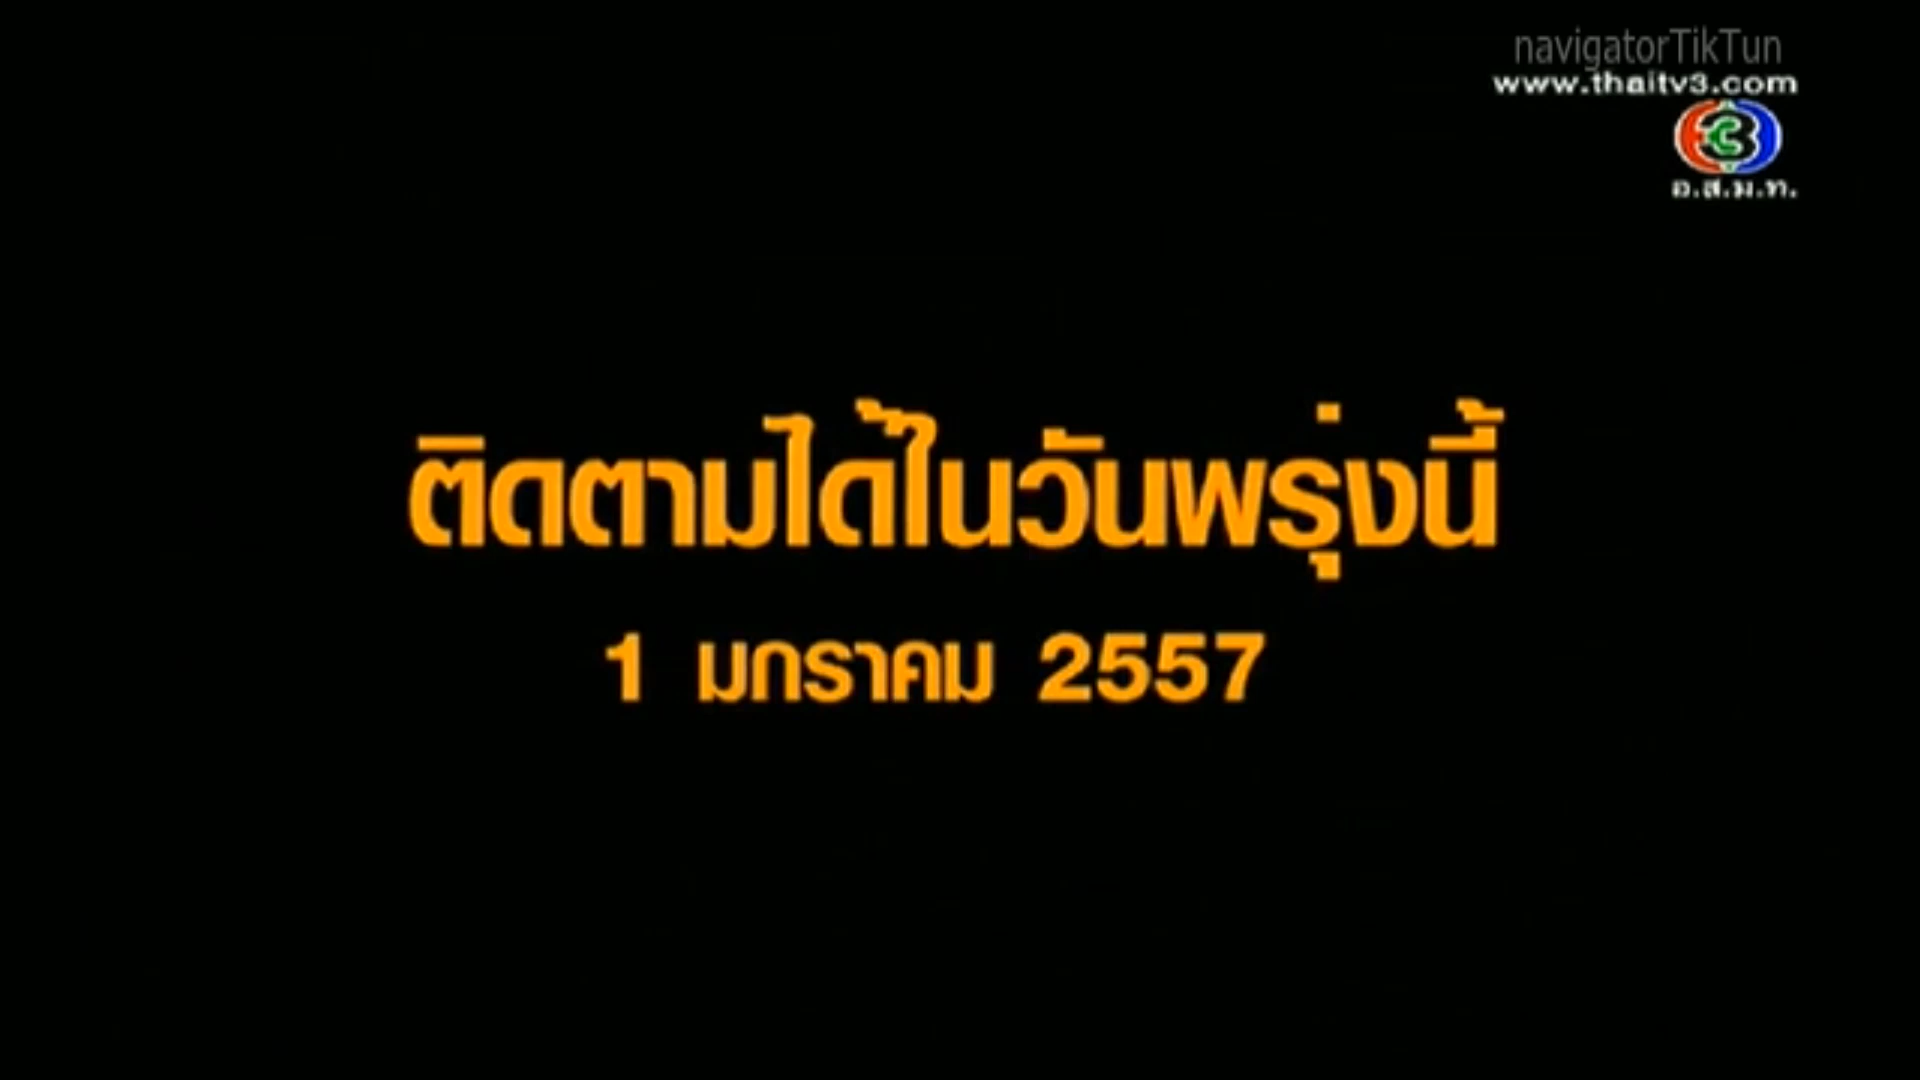 navigatorTikTun
www.thaitv3.com
3
อ.ส.ม.ท.
ติดตามได้ในวันพรุ่งนี้
1 มกราคม 2557